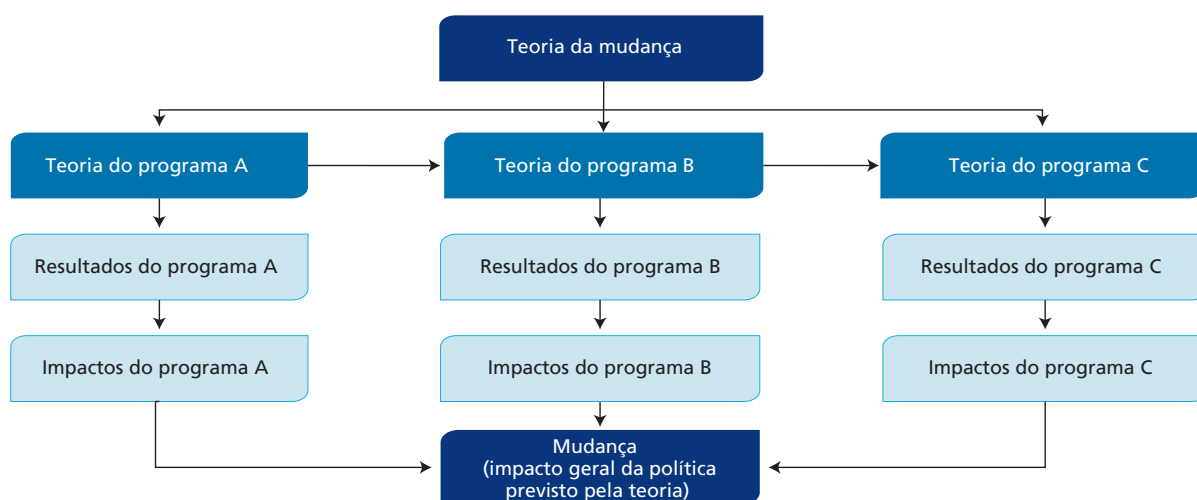 Teoria da mudança
Teoria do programa A
Teoria do programa B
Teoria do programa C
Resultados do programa A
Resultados do programa B
Resultados do programa C
Impactos do programa A
Impactos do programa B
Impactos do programa C
Mudança
(impacto geral da política
previsto pela teoria)